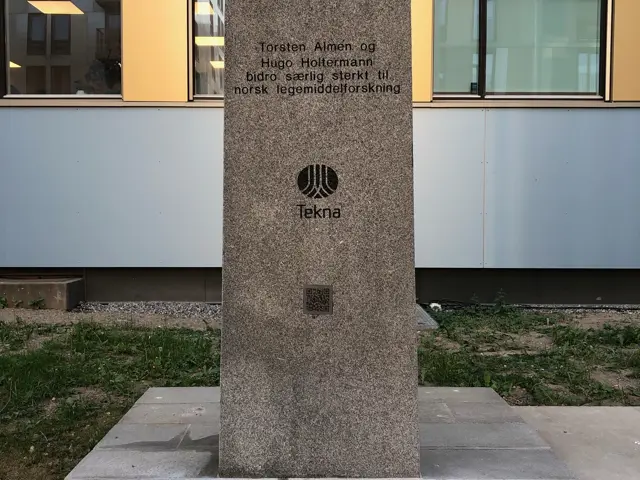 Torsten Almén og
Hugo Holtermann
bidro særlig sterkt til
norsk legemiddelforskning
Tekna